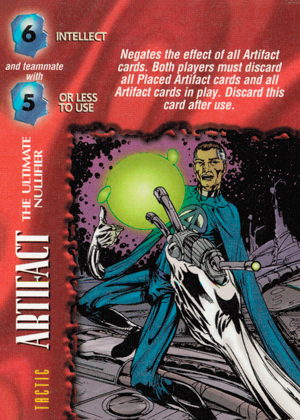 6 INTELLECT
and teammate
with
5 OR LESS
TO USE
Negates the effect of all Artifact
cards. Both players must discard
all Placed Artifact cards and all
Artifact cards in play. Discard this
card after use.
TACTIC
ARTIFACT
THE ULTIMATE
NULLIFIER